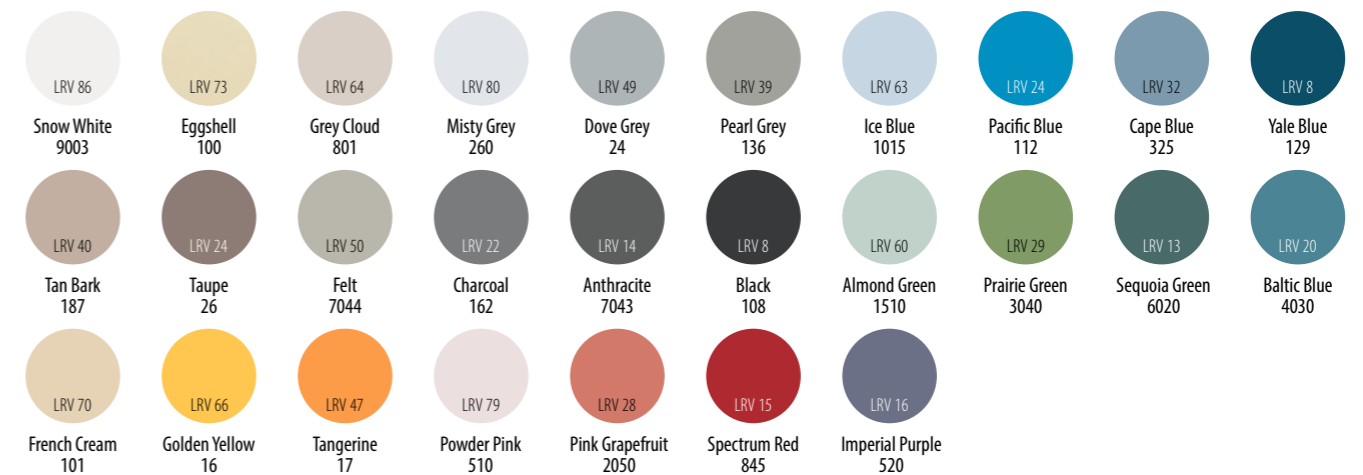 LRV 86 LRV 73 LRV 64 LRV 80 LRV 49 LRV 39 LRV 63 LRV 24 LRV 32 LRV 8
Snow White Eggshell Grey Cloud Misty Grey Dove Grey Pearl Grey Ice Blue Pacific Blue Cape Blue Yale Blue
9003 100 801 260 24 136 1015 112 325 129
LRV 40 LRV 24 LRV 50 LRV 22 LRV 14 LRV 8 LRV 60 LRV 29 LRV 13 LRV 20
Tan Bark Taupe Felt Charcoal Anthracite Black Almond Green Prairie Green Sequoia Green Baltic Blue
187 26 7044 162 7043 108 1510 3040 6020 4030
LRV 70 LRV 66 LRV 47 LRV 79 LRV 28 LRV 15 LRV 16
French Cream Golden Yellow Tangerine Powder Pink Pink Grapefruit Spectrum Red Imperial Purple
101 16 17 510 2050 845 520